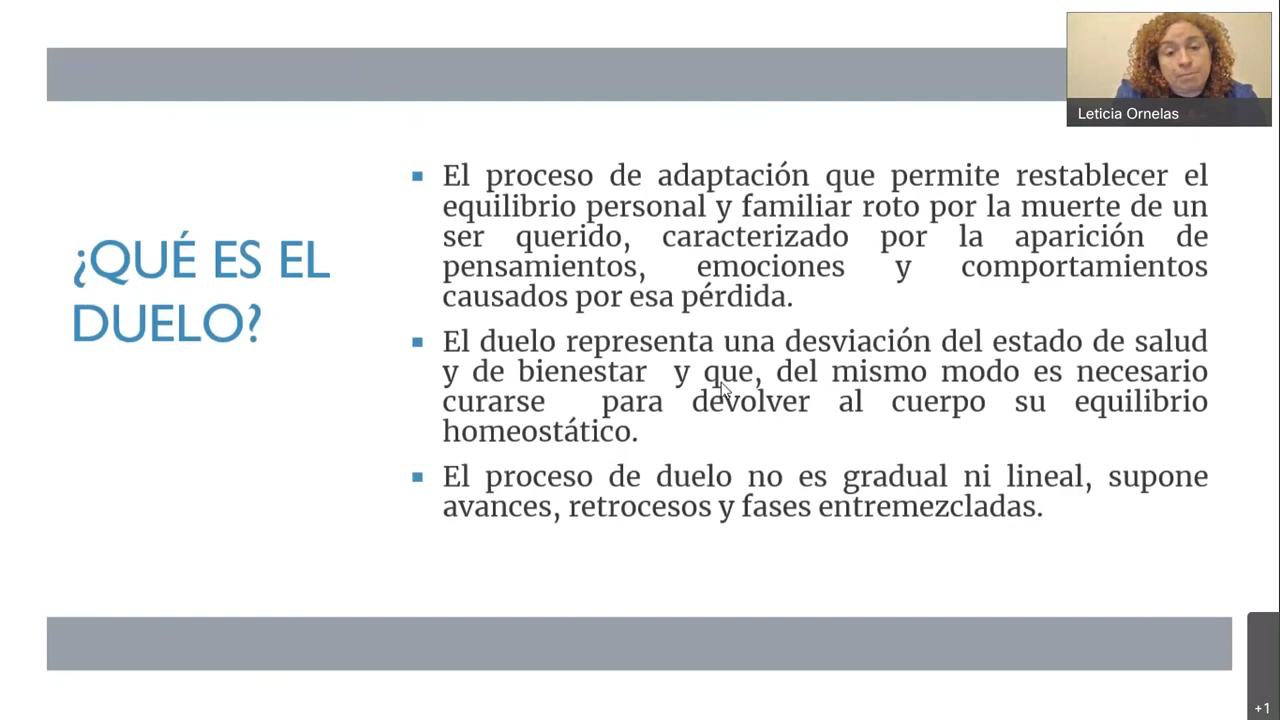 Leticia Ornelas
¿QUÉ ES EL
DUELO?
El proceso de adaptación que permite restablecer el
equilibrio personal y familiar roto por la muerte de un
ser querido, caracterizado por la aparición de
pensamientos, emociones y comportamientos
causados por esa pérdida.
El duelo representa una desviación del estado de salud
y de bienestar y que, del mismo modo es necesario
curarse para devolver al cuerpo su equilibrio
homeostático.
El proceso de duelo no es gradual ni lineal, supone
avances, retrocesos y fases entremezcladas.
+1